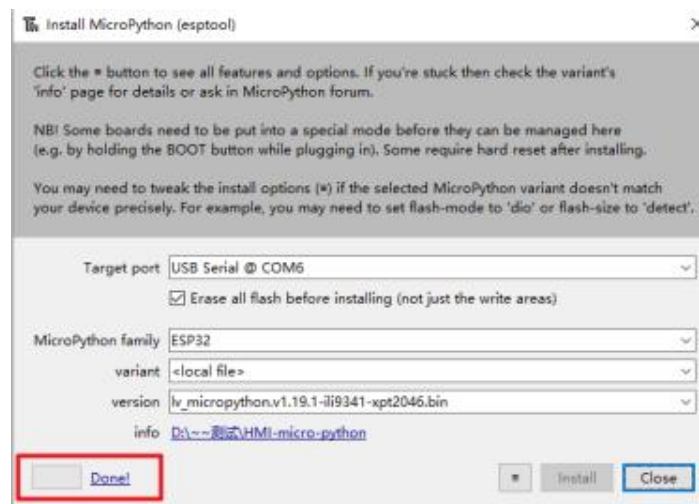 Install MicroPython (esptool)
Click the ≡ button to see all features and options. If you're stuck then check the variant's
'info' page for details or ask in MicroPython forum.
NB! Some boards need to be put into a special mode before they can be managed here
(e.g. by holding the BOOT button while plugging in). Some require hard reset after installing.
You may need to tweak the install options (≡) if the selected MicroPython variant doesn't match
your device precisely. For example, you may need to set flash-mode to 'dio' or flash-size to 'detect'.
Target port USB Serial @ COM6
Erase all flash before installing (not just the write areas)
MicroPython family ESP32
variant <local file>
version lv_micropython.v1.19.1-ili9341-xpt2046.bin
info D:\~~测试\HMI-micro-python
Done! ≡ Install Close